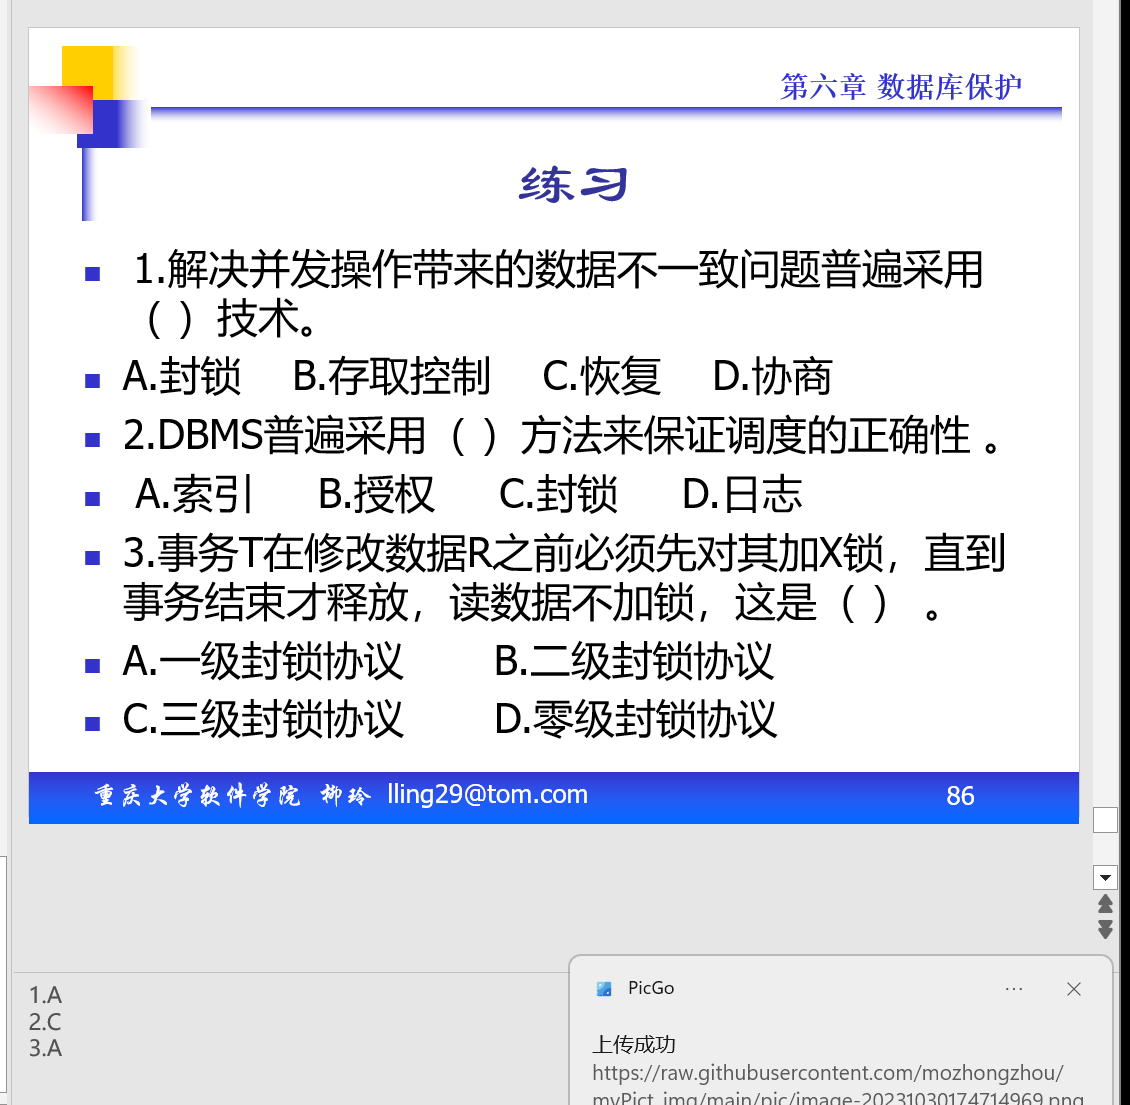 第六章 数据库保护
练习
1.解决并发操作带来的数据不一致问题普遍采用
（ ）技术。
A.封锁 B.存取控制 C.恢复 D.协商
2.DBMS普遍采用（ ）方法来保证调度的正确性 。
A.索引 B.授权 C.封锁 D.日志
3.事务T在修改数据R之前必须先对其加X锁，直到
事务结束才释放，读数据不加锁，这是（ ） 。
A.一级封锁协议 B.二级封锁协议
C.三级封锁协议 D.零级封锁协议
重庆大学软件学院 柳玲 lling29@tom.com 86
1.A
2.C
3.A
PicGo
上传成功
https://raw.githubusercontent.com/mozhongzhou/
myPict_img/main/pic/image-20231030174714969.png